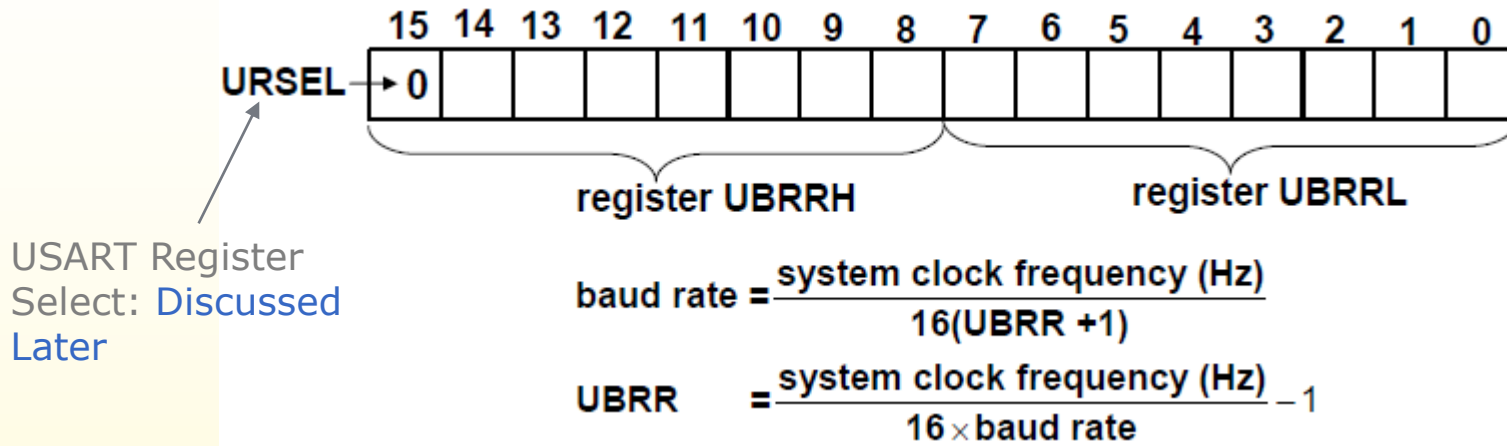 15 14 13 12 11 10 9 8 7 6 5 4 3 2 1 0
URSEL 0
register UBRRH register UBRRL
USART Register
Select: Discussed
Later
baud rate = system clock frequency (Hz)
16(UBRR +1)
UBRR = system clock frequency (Hz) − 1
16 × baud rate